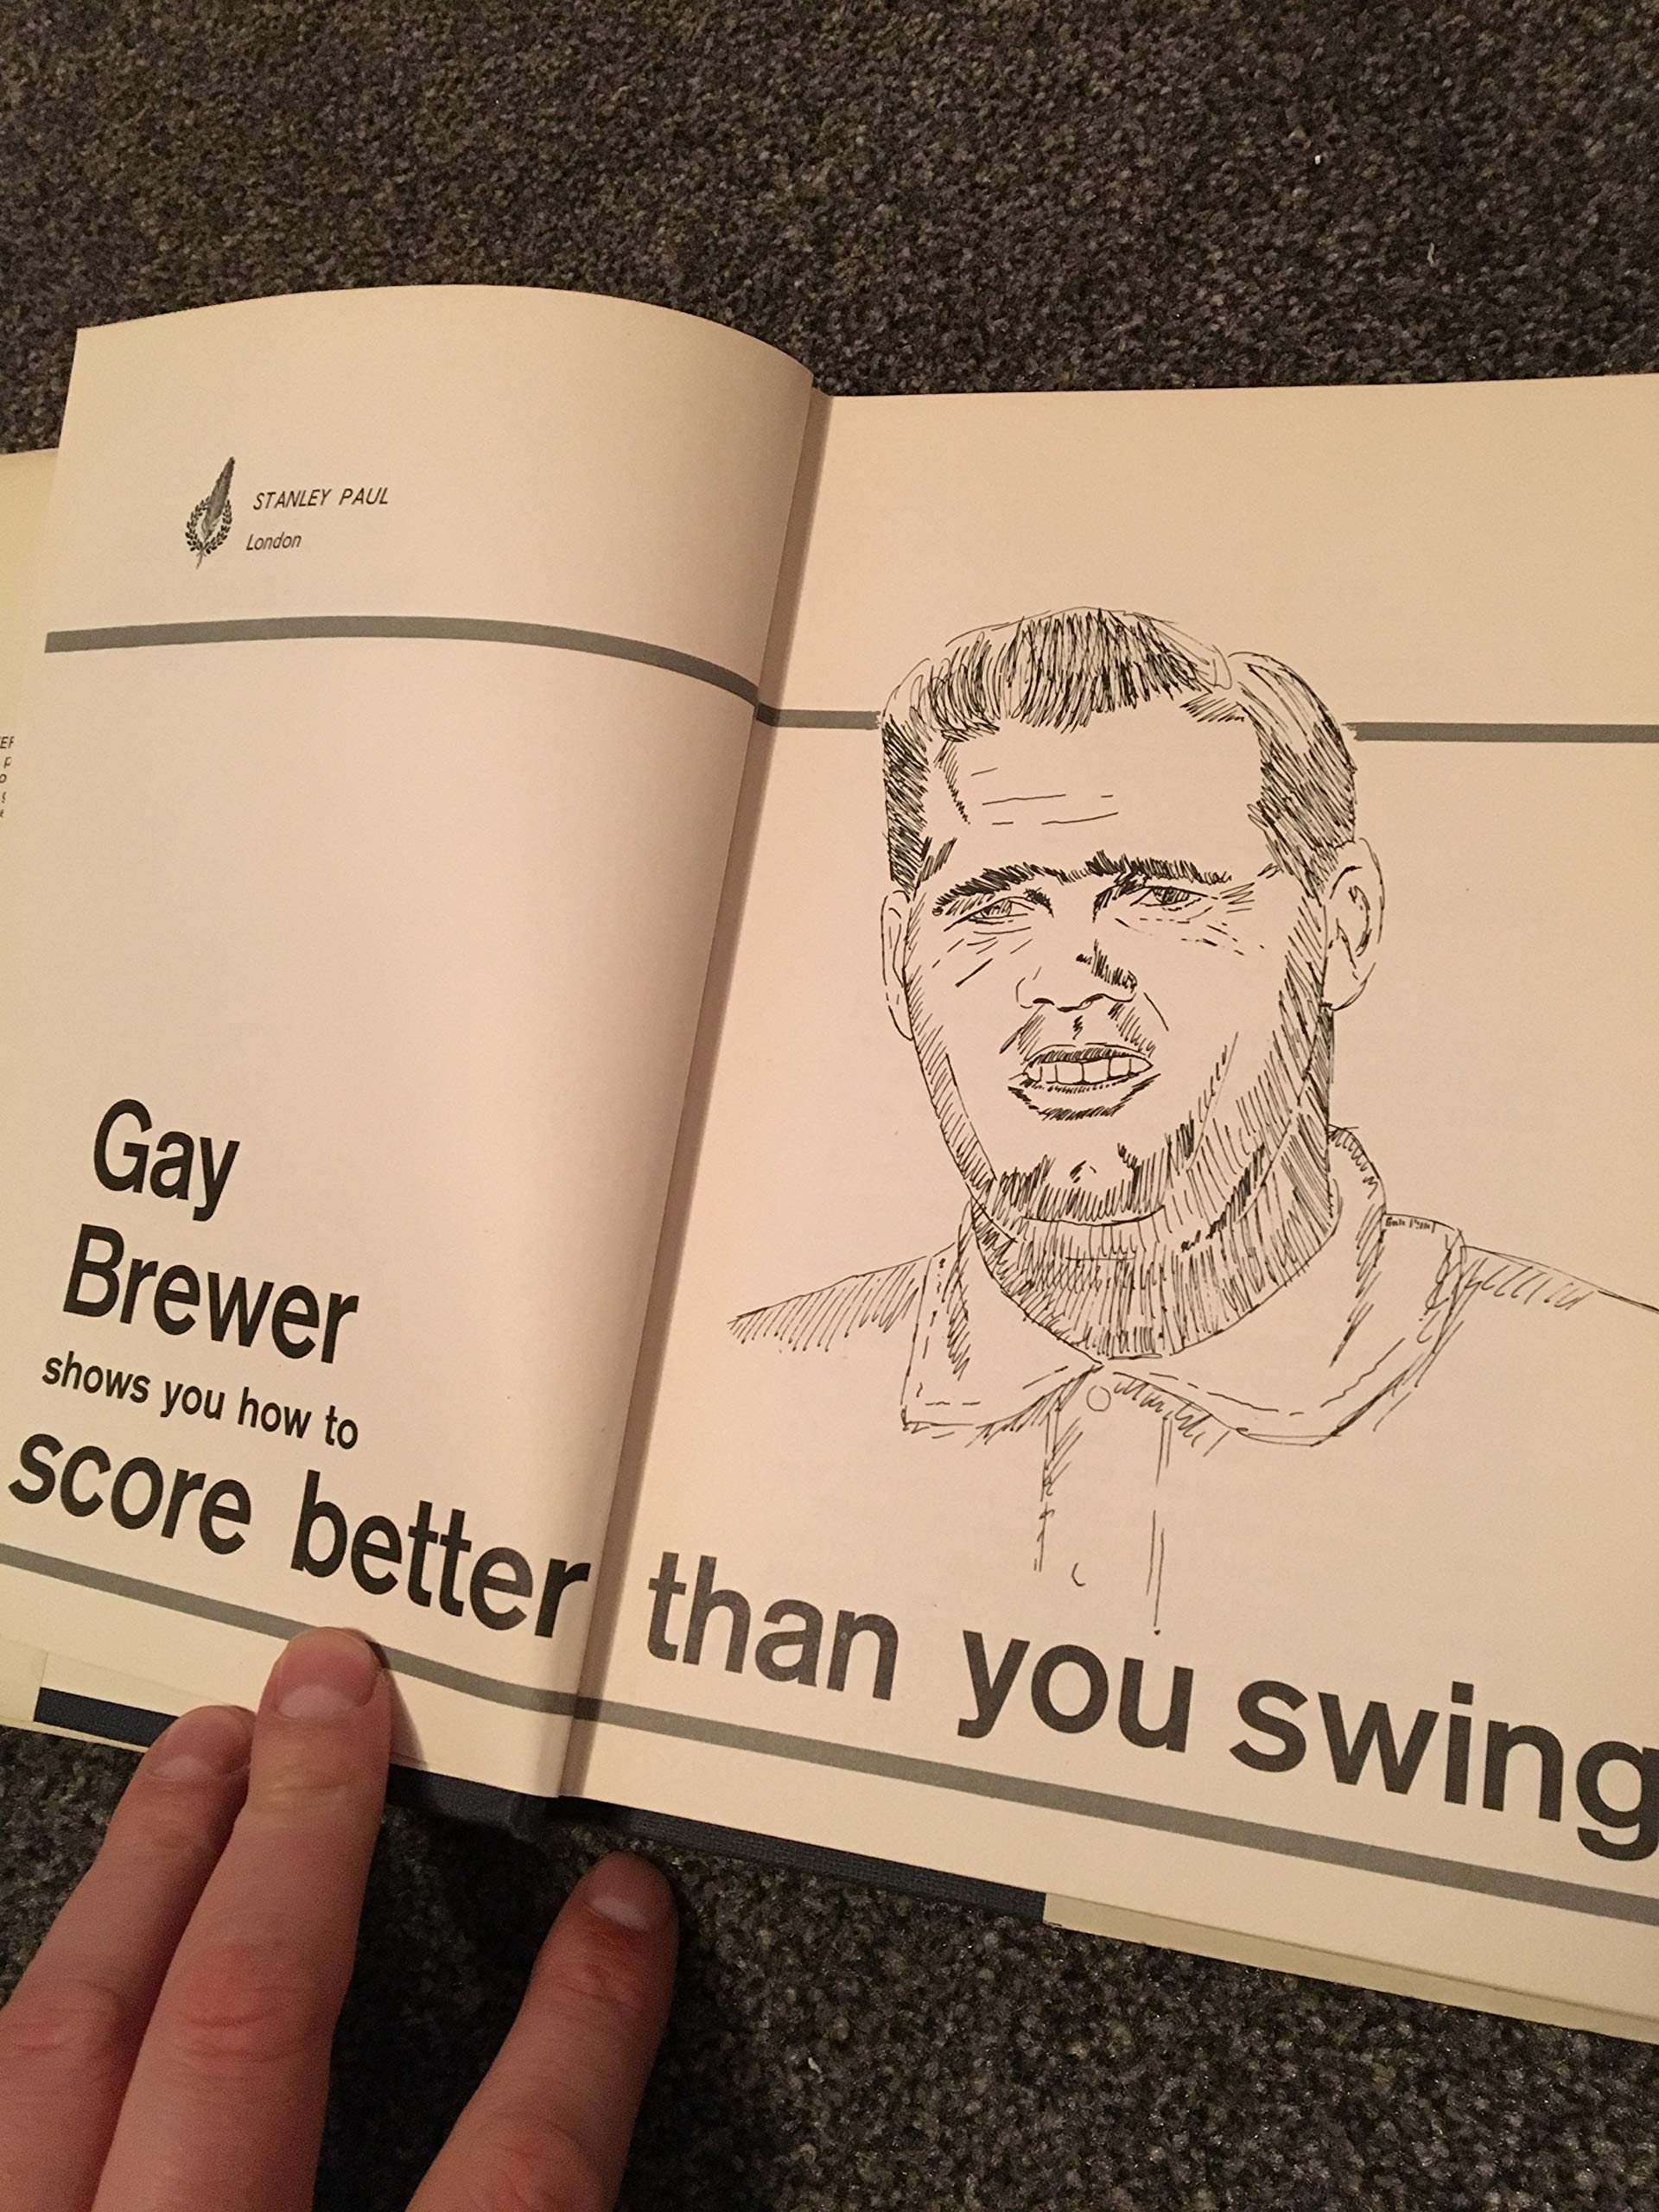 STANLEY PAUL
London
Gay
Brewer
shows you how to
score better than you swing